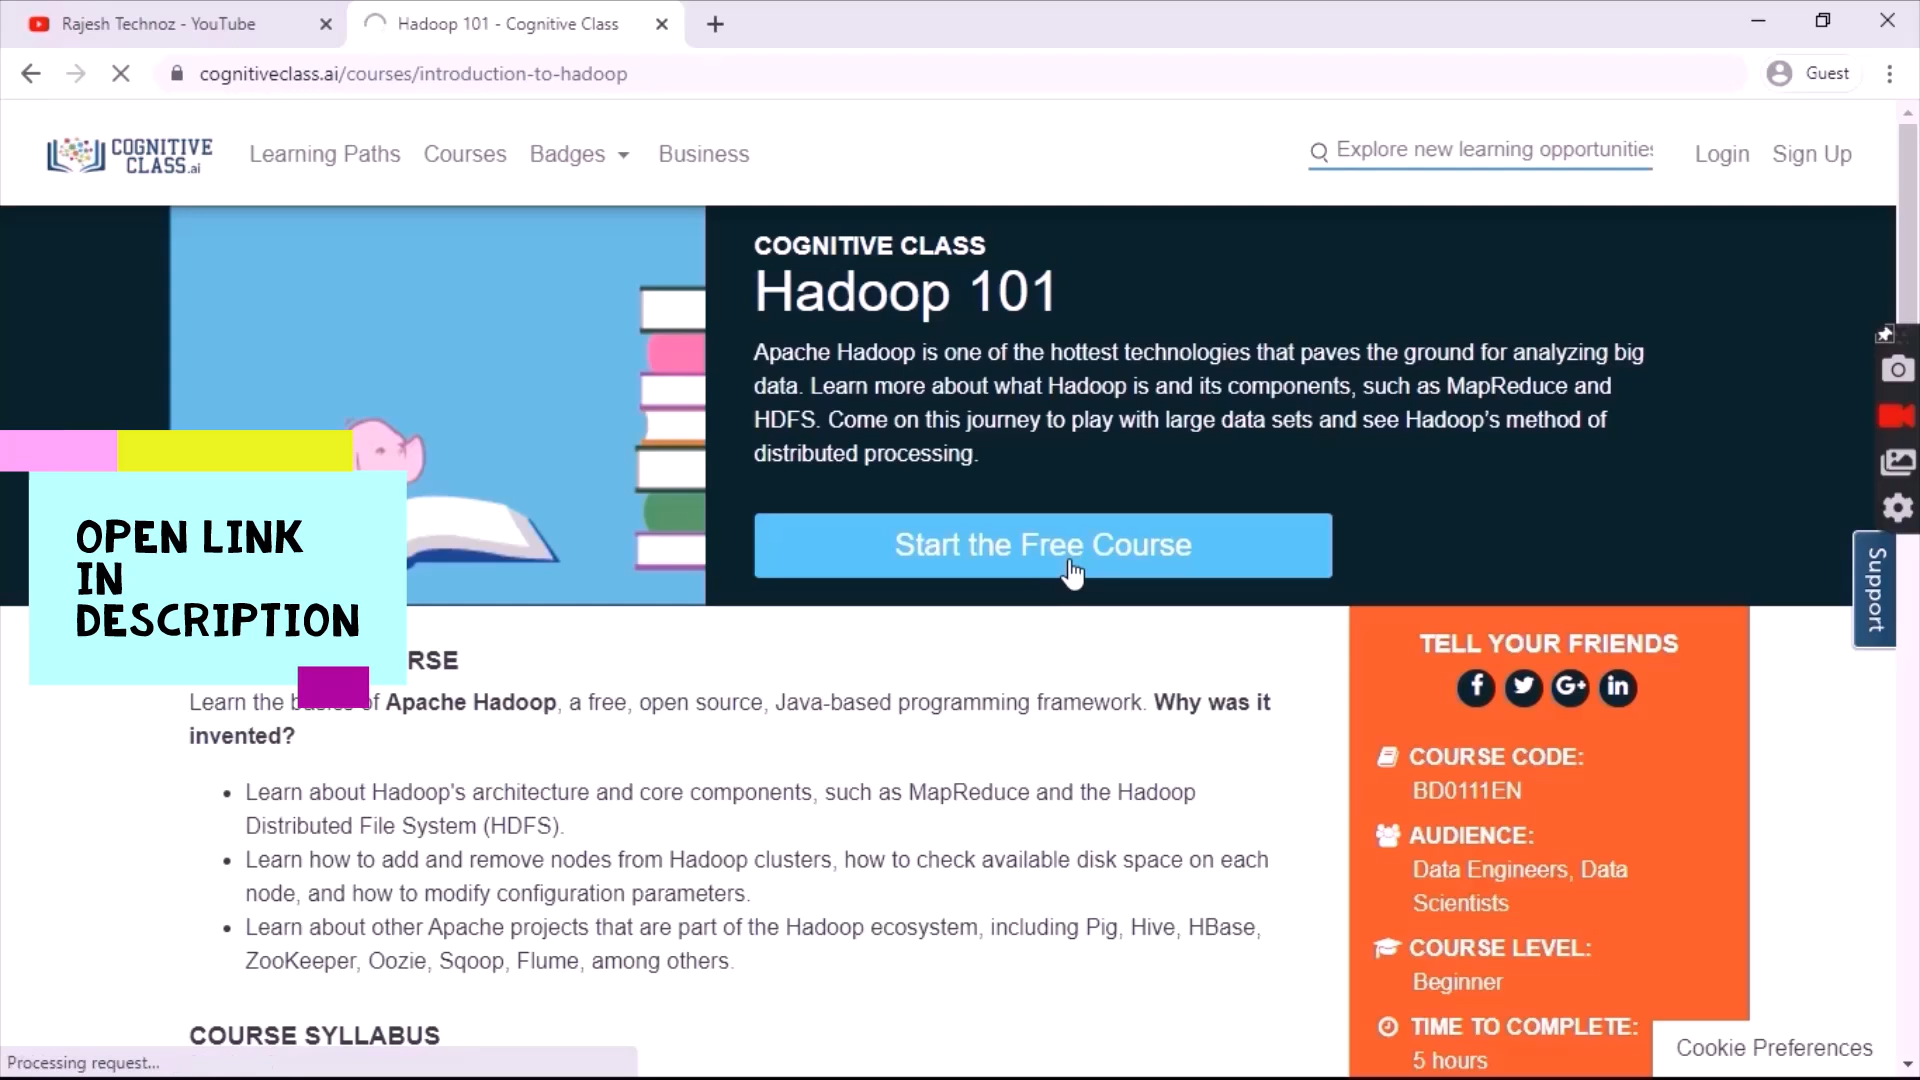 Rajesh Technoz - YouTube
Hadoop 101 - Cognitive Class
cognitiveclass.ai/courses/introduction-to-hadoop
Guest
COGNITIVE
CLASS.ai
Learning Paths
Courses
Badges
Business
Explore new learning opportunities
Login
Sign Up
COGNITIVE CLASS
Hadoop 101
Apache Hadoop is one of the hottest technologies that paves the ground for analyzing big
data. Learn more about what Hadoop is and its components, such as MapReduce and
HDFS. Come on this journey to play with large data sets and see Hadoop's method of
distributed processing.
Start the Free Course
Support
OPEN LINK
IN
DESCRIPTION
RSE
Learn the basics of Apache Hadoop, a free, open source, Java-based programming framework. Why was it
invented?
Learn about Hadoop's architecture and core components, such as MapReduce and the Hadoop
Distributed File System (HDFS).
Learn how to add and remove nodes from Hadoop clusters, how to check available disk space on each
node, and how to modify configuration parameters.
Learn about other Apache projects that are part of the Hadoop ecosystem, including Pig, Hive, HBase,
ZooKeeper, Oozie, Sqoop, Flume, among others.
COURSE SYLLABUS
TELL YOUR FRIENDS
COURSE CODE:
BD0111EN
AUDIENCE:
Data Engineers, Data
Scientists
COURSE LEVEL:
Beginner
TIME TO COMPLETE:
5 hours
Cookie Preferences
Processing request...